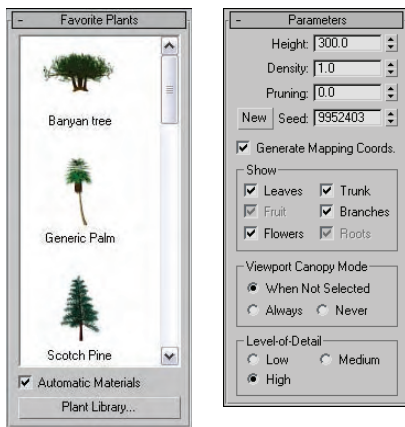 - Favorite Plants
Banyan tree
Generic Palm
Scotch Pine
Automatic Materials
Plant Library...
- Parameters
Height: 300.0
Density: 1.0
Pruning: 0.0
New Seed: 9952403
Generate Mapping Coords.
Show
Leaves Trunk
Fruit Branches
Flowers Roots
Viewport Canopy Mode
When Not Selected
Always Never
Level-of-Detail
Low Medium
High